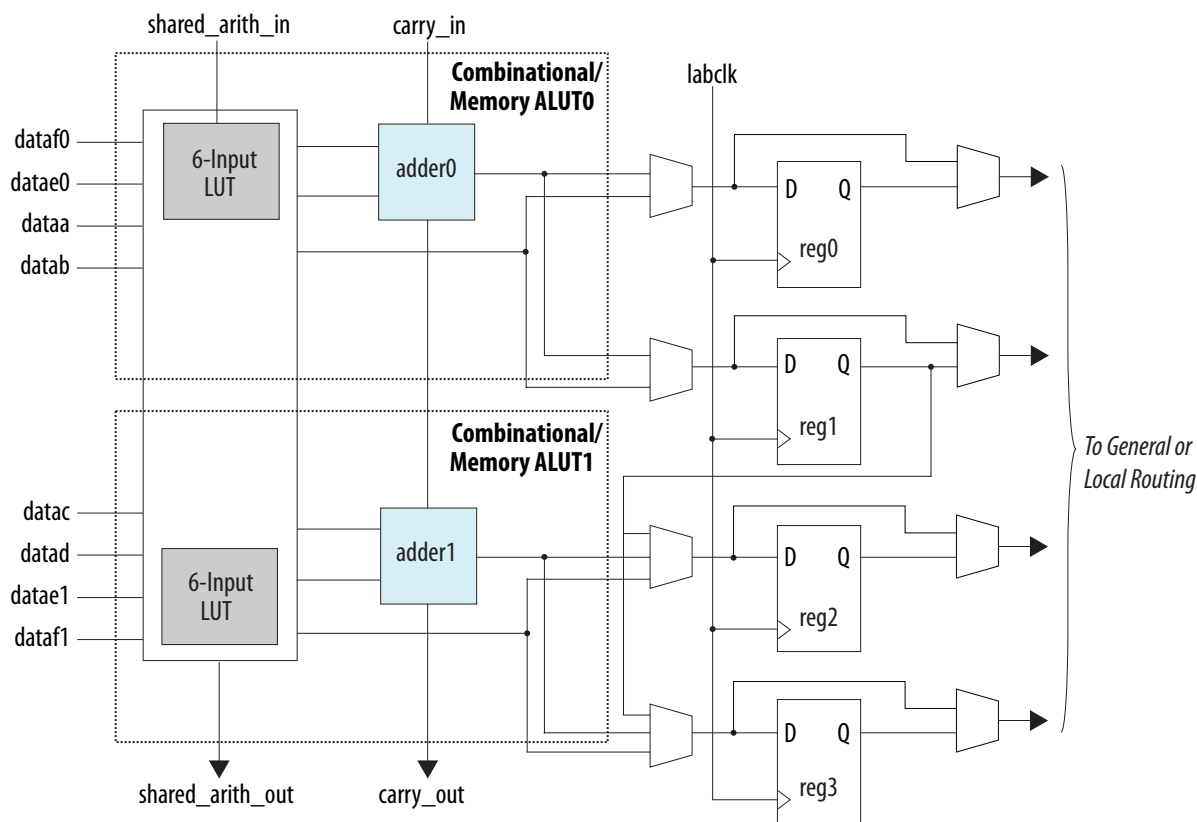 shared_arith_in
carry_in
Combinational/
Memory ALUT0
labclk
dataf0
datae0
dataa
datab
6-Input
LUT
adder0
D Q
reg0
D Q
reg1
Combinational/
Memory ALUT1
To General or
Local Routing
datac
datad
datae1
dataf1
6-Input
LUT
adder1
D Q
reg2
D Q
reg3
shared_arith_out
carry_out